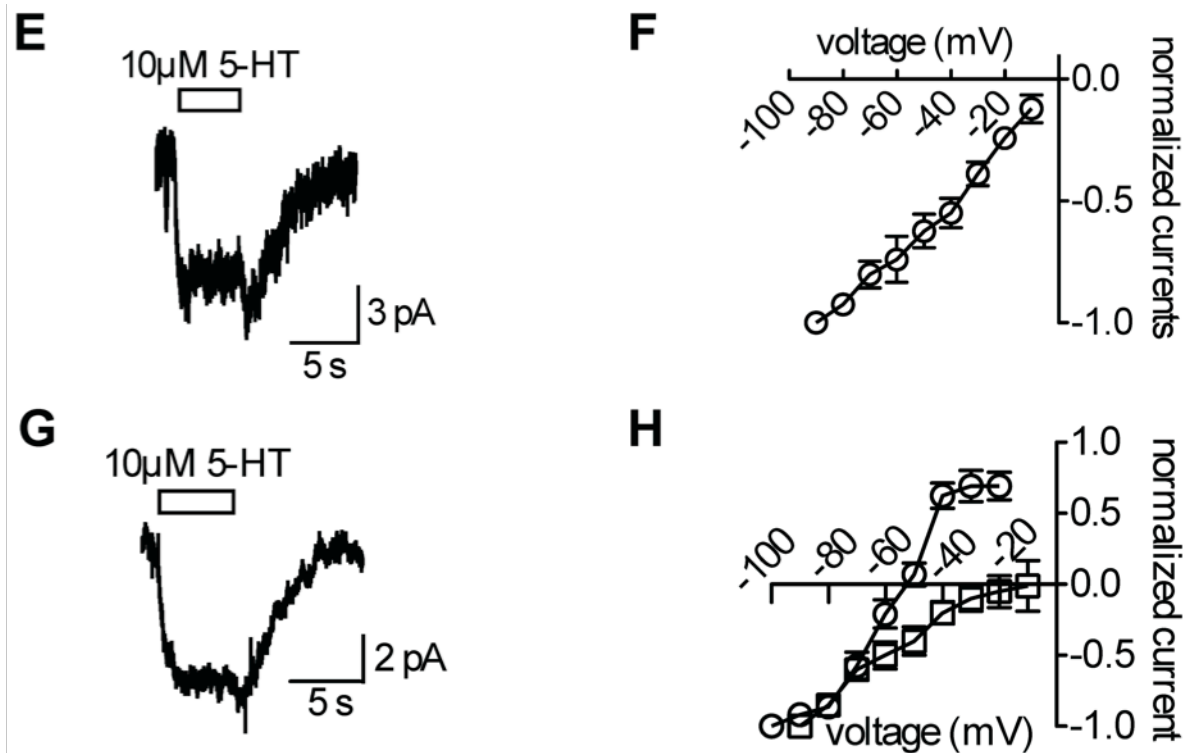 E
10µM 5-HT
3 pA
5 s
F
voltage (mV)
-100
-80
-60
-40
-20
0.0
-0.5
-1.0
normalized currents
G
10µM 5-HT
2 pA
5 s
H
1.0
0.5
0.0
-0.5
-1.0
-100
-80
-60
-40
-20
voltage (mV)
normalized current